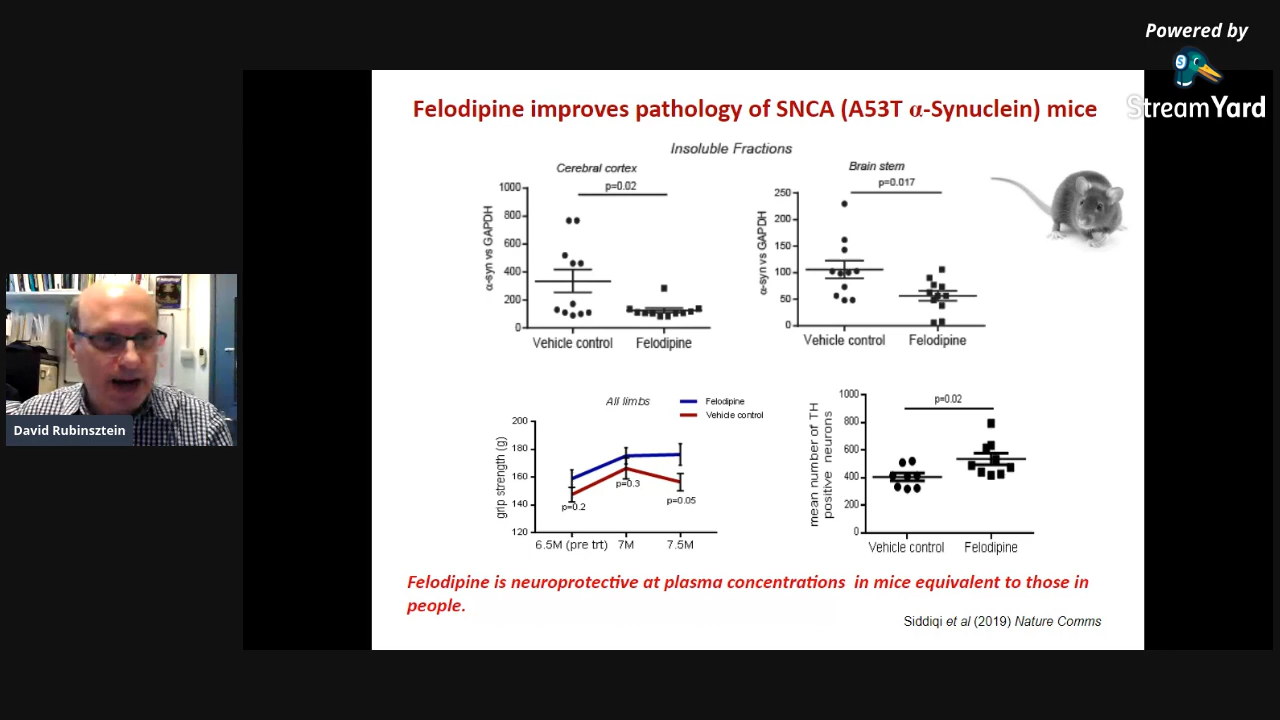 Powered by
StreamYard
Felodipine improves pathology of SNCA (A53T α-Synuclein) mice
Insoluble Fractions
Cerebral cortex
p=0.02
α-syn vs GAPDH
1000
800
600
400
200
0
Vehicle control
Felodipine
Brain stem
p=0.017
α-syn vs GAPDH
250
200
150
100
50
0
Vehicle control
Felodipine
David Rubinsztein
All limbs
Felodipine
Vehicle control
grip strength (g)
200
180
160
140
120
p=0.2
p=0.3
p=0.05
6.5M (pre trt)
7M
7.5M
mean number of TH
positive neurons
1000
800
600
400
200
0
p=0.02
Vehicle control
Felodipine
Felodipine is neuroprotective at plasma concentrations in mice equivalent to those in
people.
Siddiqi et al (2019) Nature Comms